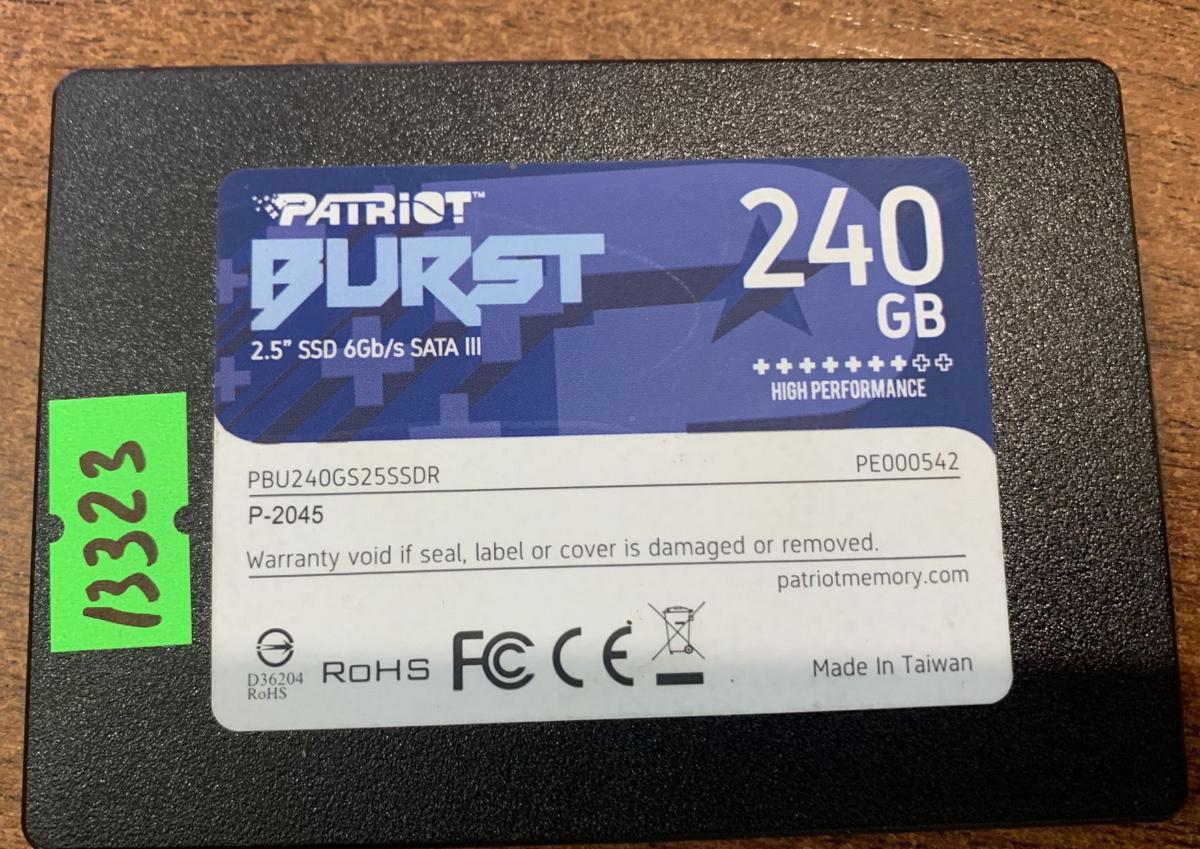 PATRiOT™
BURST
2.5" SSD 6Gb/s SATA III
240
GB
HIGH PERFORMANCE
PBU240GS25SSDR
PE000542
P-2045
Warranty void if seal, label or cover is damaged or removed.
patriotmemory.com
D36204
RoHS
RoHS
FC CE
Made In Taiwan
13323